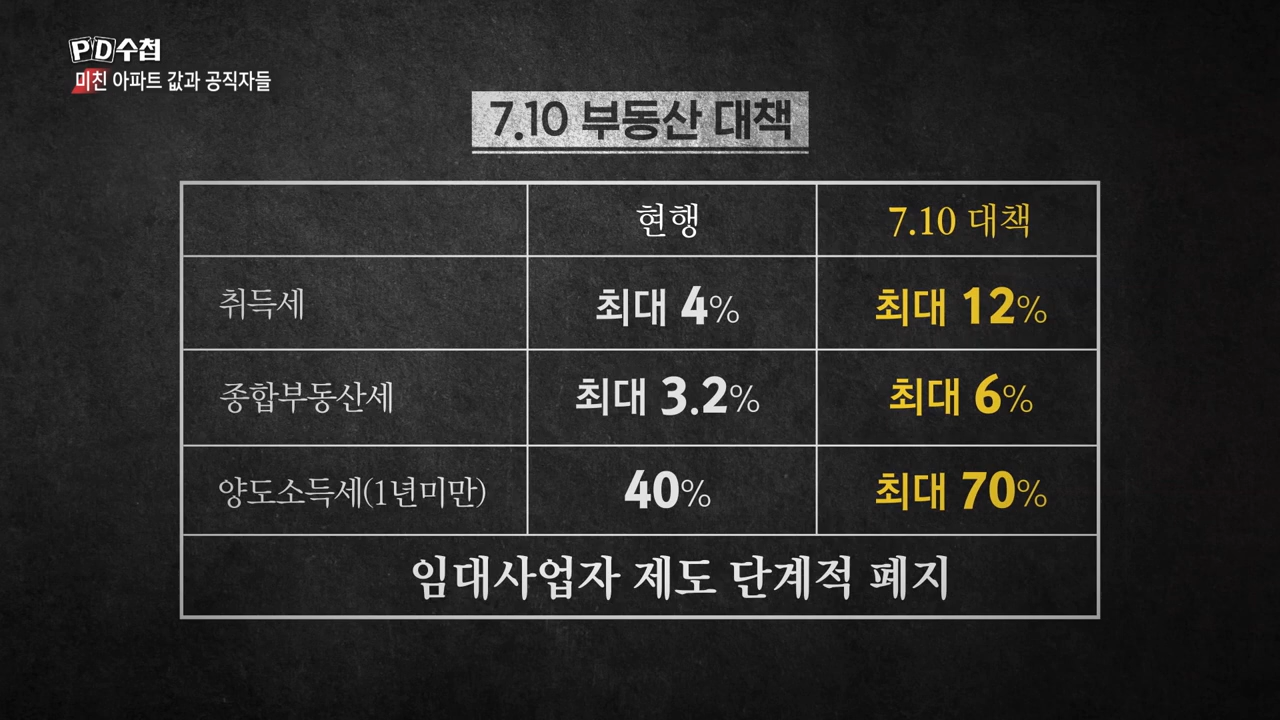 PD수첩
미친 아파트 값과 공직자들
7.10 부동산 대책
현행 7.10 대책
취득세 최대 4% 최대 12%
종합부동산세 최대 3.2% 최대 6%
양도소득세(1년미만) 40% 최대 70%
임대사업자 제도 단계적 폐지